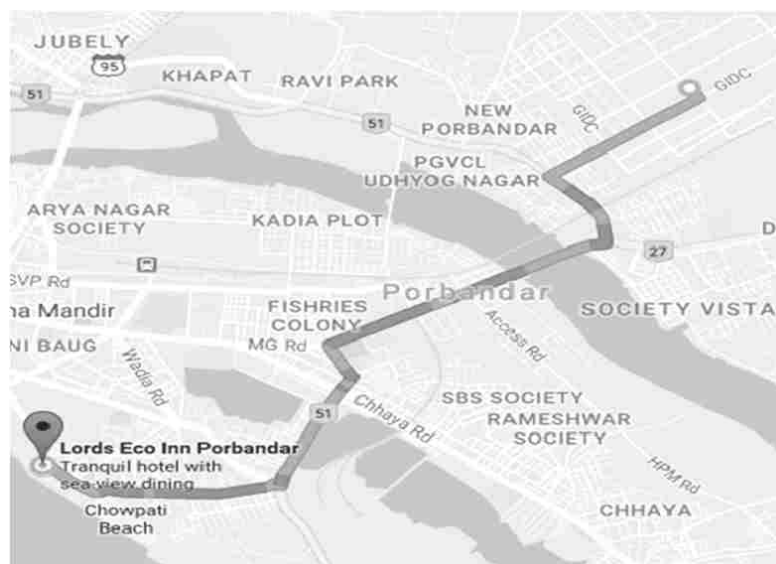 JUBELY
95
KHAPAT
RAVI PARK
GIDC
51
NEW
PORBANDAR
GIDC
51
PGVCL
UDHYOG NAGAR
ARYA NAGAR
SOCIETY
KADIA PLOT
D
27
SVP Rd
Porbandar
na Mandir
FISHRIES
COLONY
SOCIETY VISTA
NI BAUG
MG Rd
Access Rd
Wadia Rd
51
Chhaya Rd
SBS SOCIETY
RAMESHWAR
SOCIETY
Lords Eco Inn Porbandar
Tranquil hotel with
sea-view dining
HPM Rd
Chowpati
Beach
CHHAYA